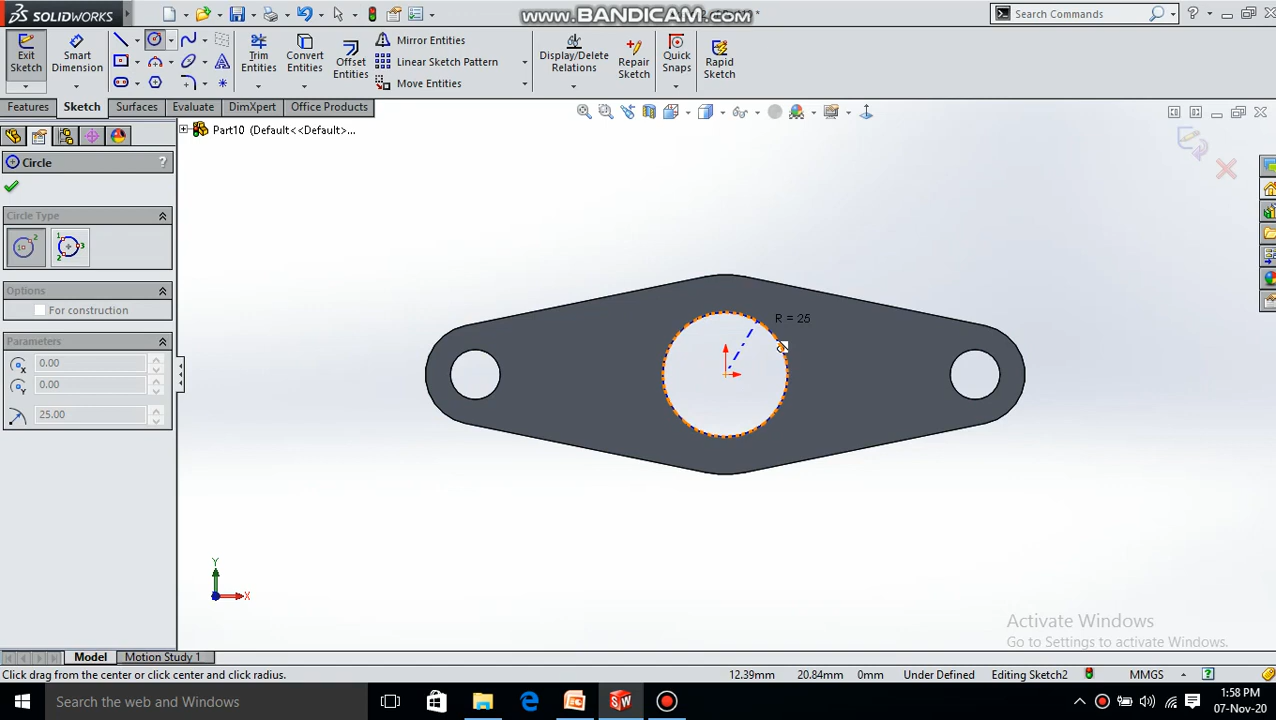 SOLIDWORKS
www.BANDICAM.com
Search Commands
Exit Sketch
Smart Dimension
Trim Entities
Convert Entities
Offset Entities
Mirror Entities
Linear Sketch Pattern
Move Entities
Display/Delete Relations
Repair Sketch
Quick Snaps
Rapid Sketch
Features
Sketch
Surfaces
Evaluate
DimXpert
Office Products
Part10 (Default<<Default>...
Circle
?
Circle Type
Options
For construction
Parameters
0.00
0.00
25.00
R = 25
Y
X
Activate Windows
Go to Settings to activate Windows.
Model
Motion Study 1
Click drag from the center or click center and click radius.
12.39mm
20.84mm
0mm
Under Defined
Editing Sketch2
MMGS
Search the web and Windows
1:58 PM
07-Nov-20